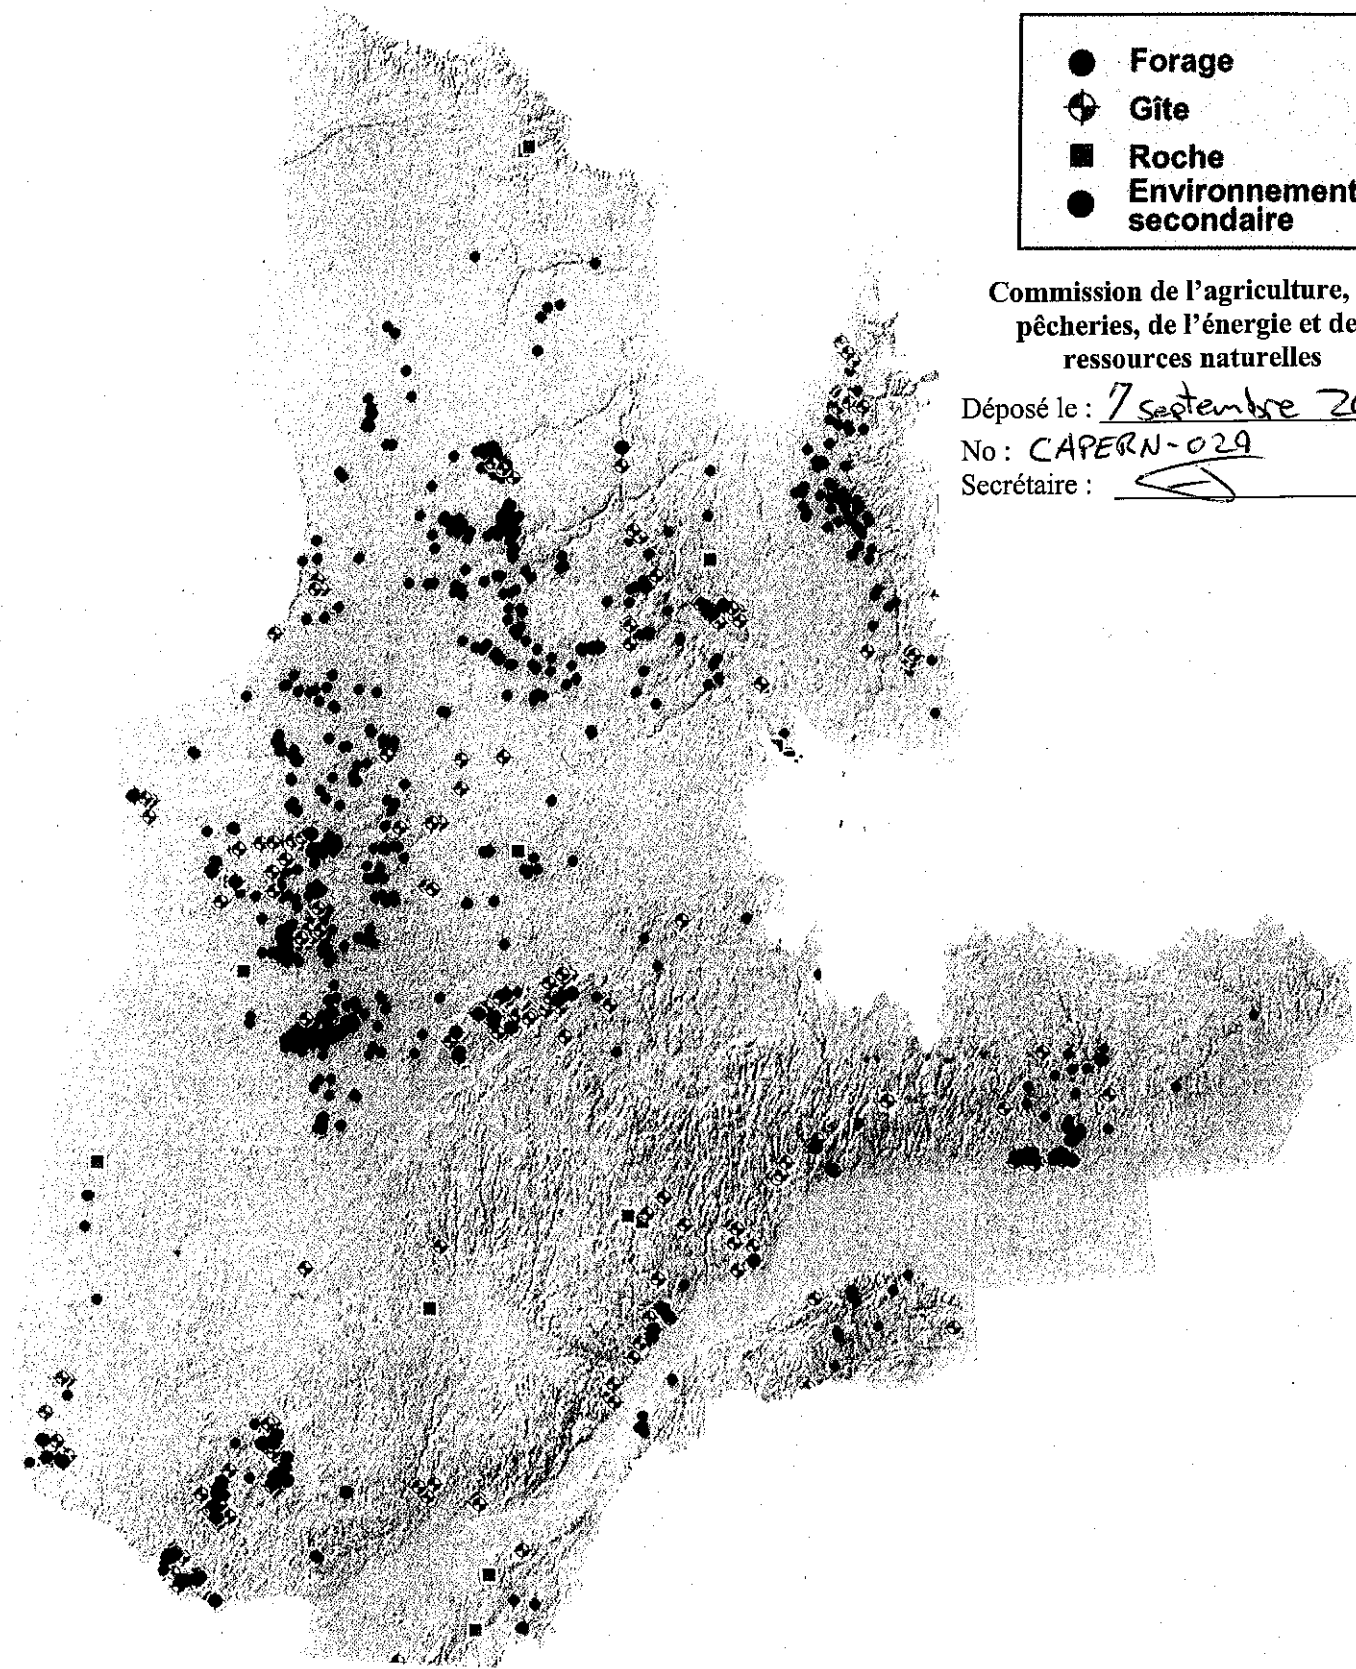 Forage
Gîte
Roche
Environnement
secondaire
Commission de l'agriculture,
pêcheries, de l'énergie et de
ressources naturelles
Déposé le : 7 septembre 20
No : CAPERN-029
Secrétaire :